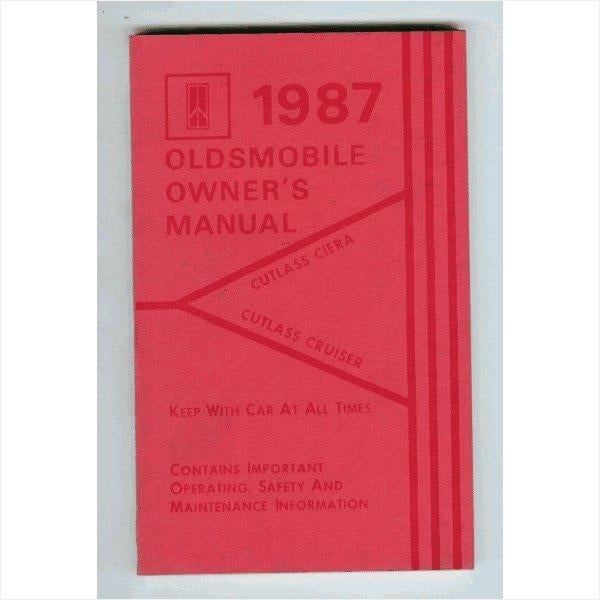 1987
OLDSMOBILE
OWNER'S
MANUAL
CUTLASS CIERA
CUTLASS CRUISER
KEEP WITH CAR AT ALL TIMES
CONTAINS IMPORTANT
OPERATING, SAFETY AND
MAINTENANCE INFORMATION